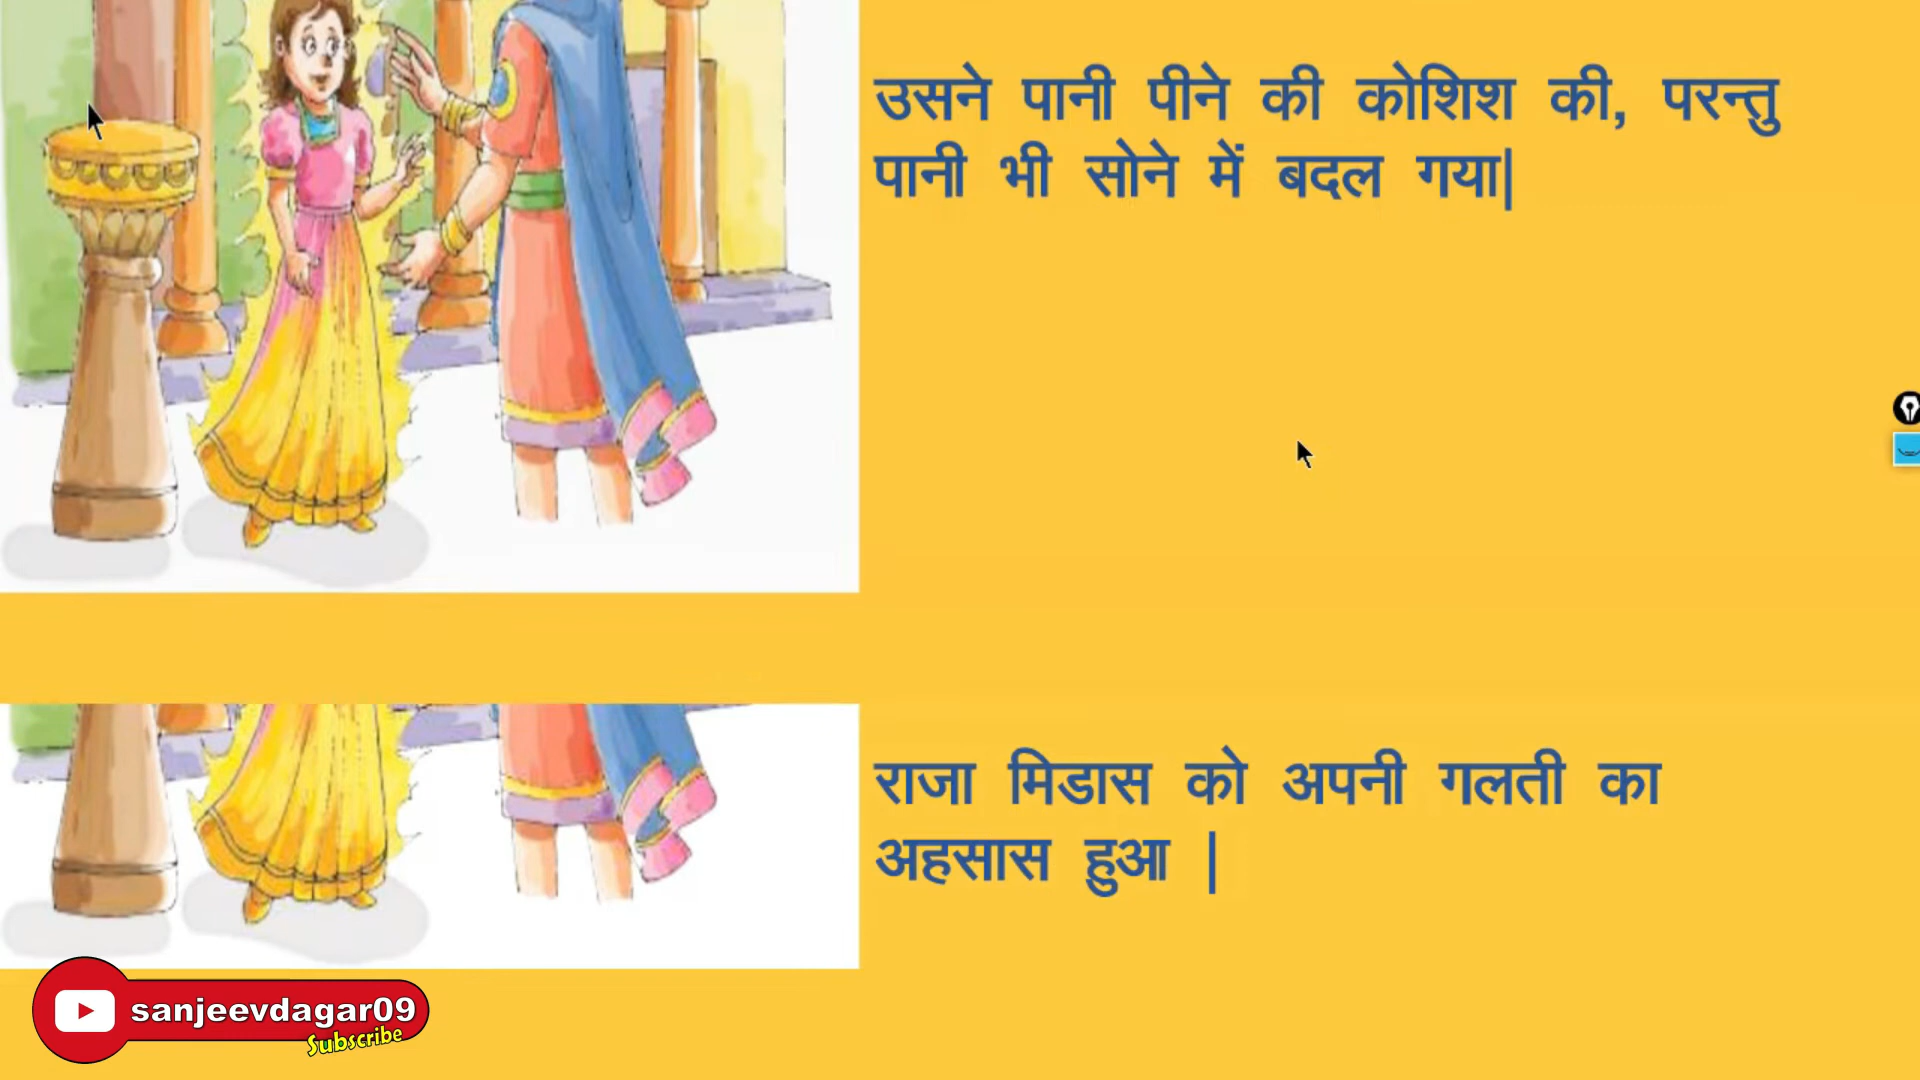 उसने पानी पीने की कोशिश की, परन्तु
पानी भी सोने में बदल गया|
राजा मिडास को अपनी गलती का
अहसास हुआ |
sanjeevdagar09
Subscribe